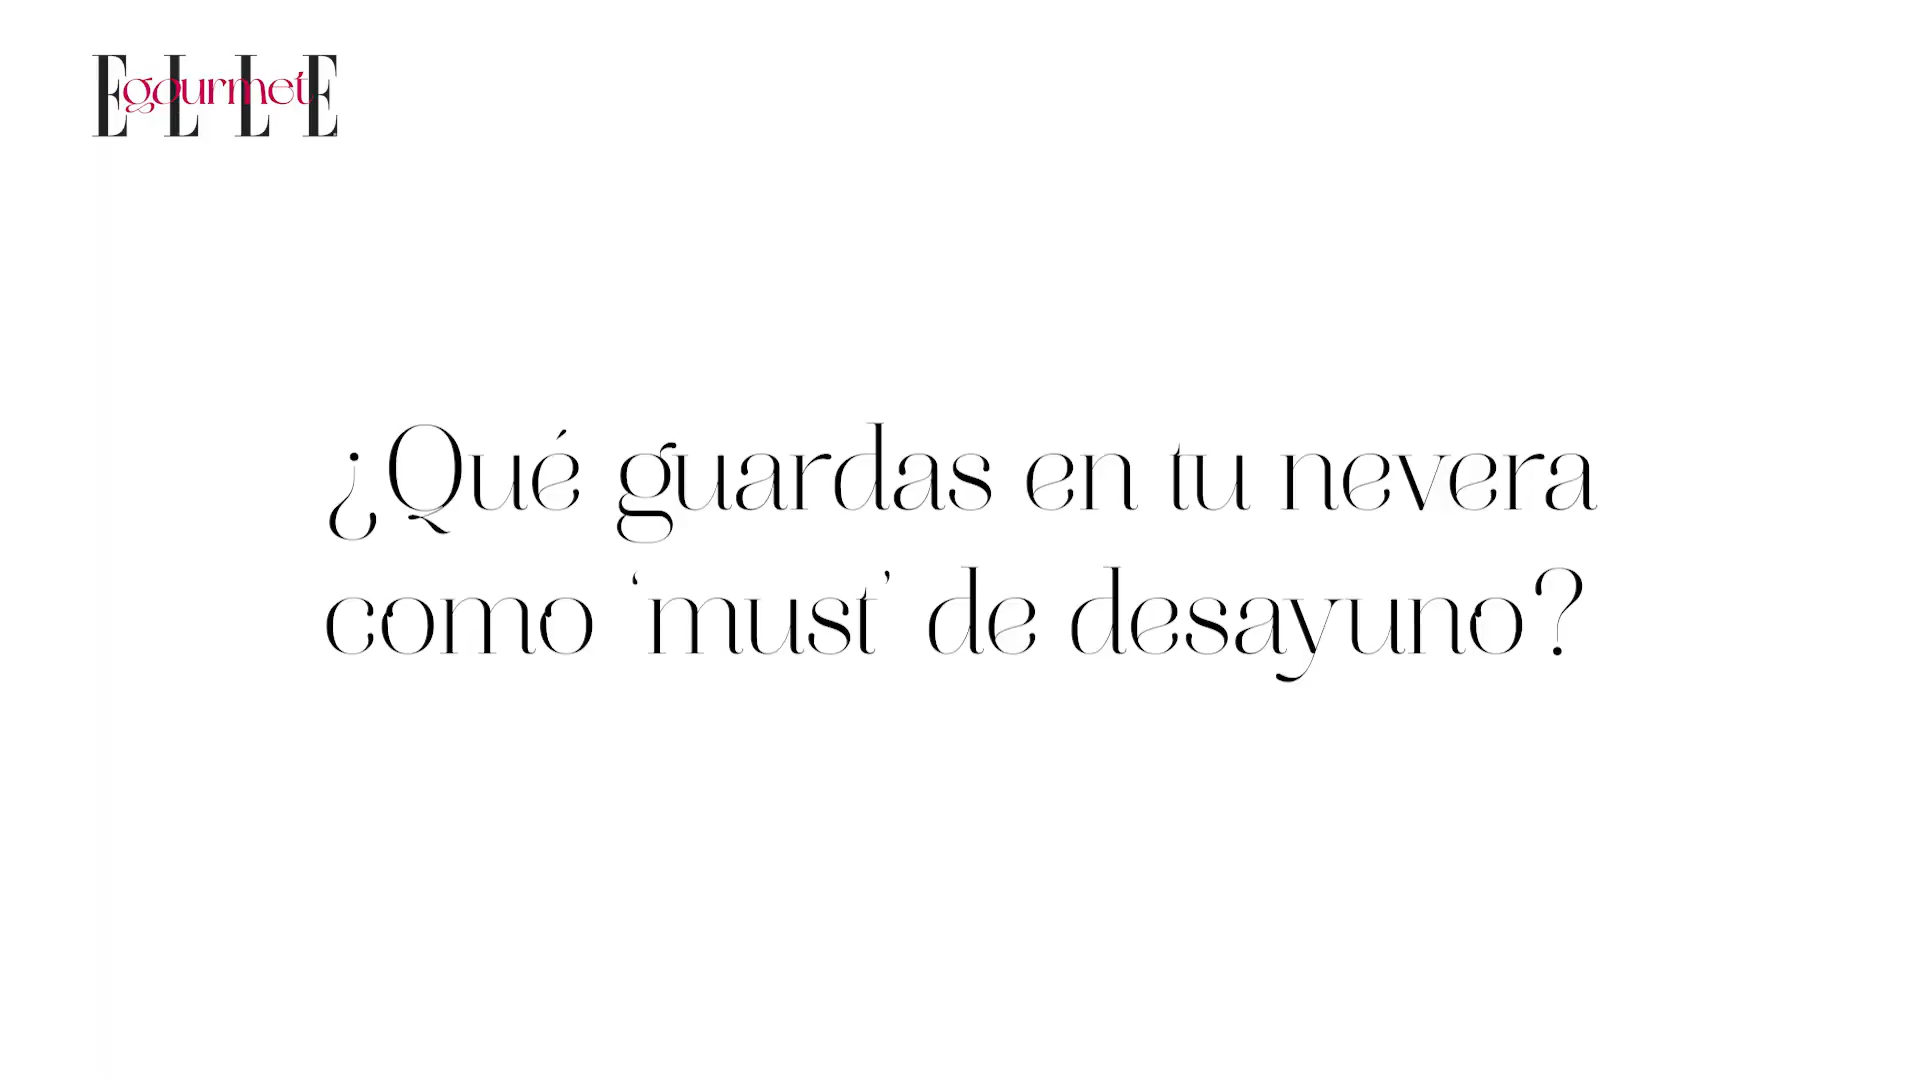 ELLE gourmet
¿Qué guardas en tu nevera
como ‘must’ de desayuno?